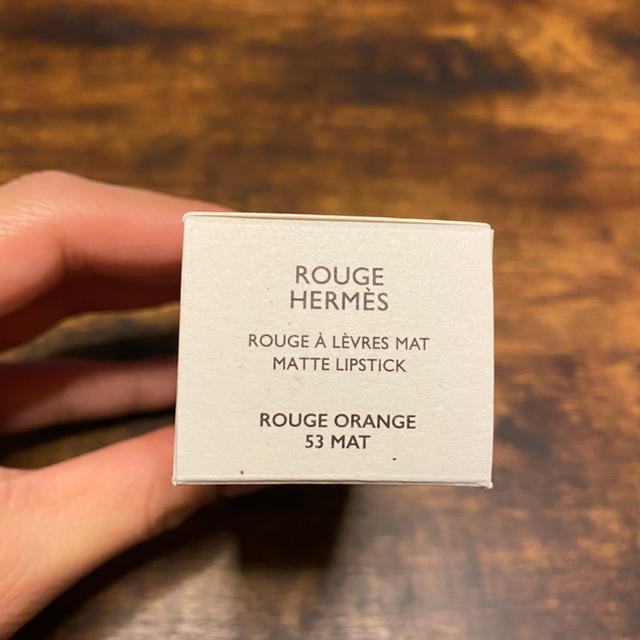 ROUGE
HERMÈS
ROUGE À LÈVRES MAT
MATTE LIPSTICK
ROUGE ORANGE
53 MAT